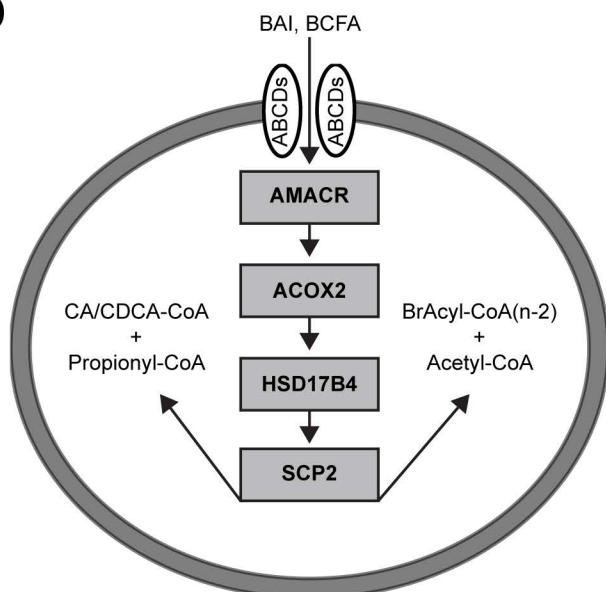 BAI, BCFA
ABCDs
ABCDs
AMACR
ACOX2
CA/CDCA-CoA
+
Propionyl-CoA
BrAcyl-CoA(n-2)
+
Acetyl-CoA
HSD17B4
SCP2